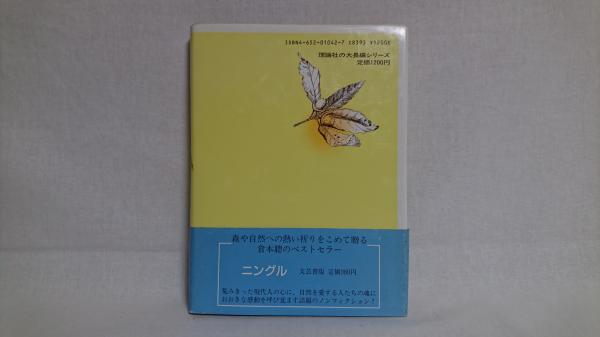 ISBN4-652-01042-7 C8393 ¥1200E
理論社の大長編シリーズ
定価1200円
森や自然への熱い祈りをこめて贈る
倉本聰のベストセラー
ニングル 文芸書版 定価980円
荒みきった現代人の心に、自然を愛する人たちの魂に
おおきな感動を呼び覚ます話題のノンフィクション!